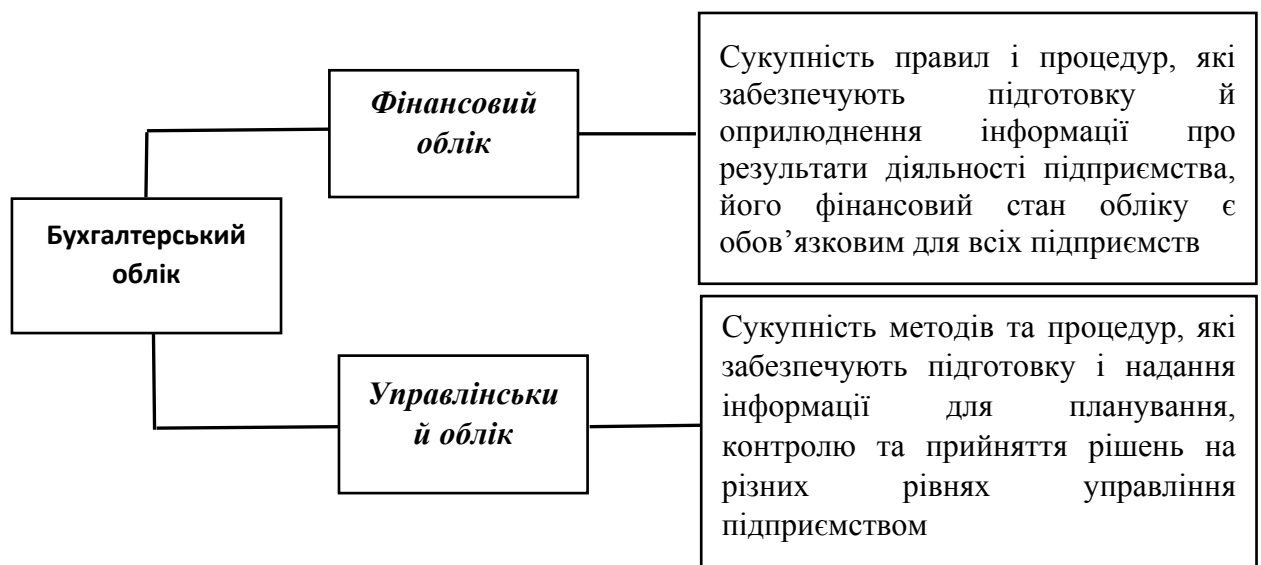 Бухгалтерський
облік
Фінансовий
облік
Сукупність правил і процедур, які
забезпечують підготовку й
оприлюднення інформації про
результати діяльності підприємства,
його фінансовий стан обліку є
обов’язковим для всіх підприємств
Управлінськи
й облік
Сукупність методів та процедур, які
забезпечують підготовку і надання
інформації для планування,
контролю та прийняття рішень на
різних рівнях управління
підприємством